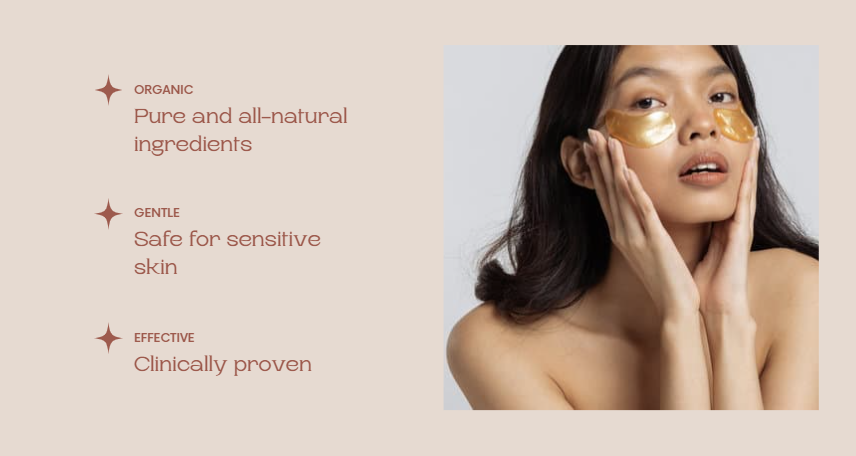 ORGANIC
Pure and all-natural
ingredients
GENTLE
Safe for sensitive
skin
EFFECTIVE
Clinically proven